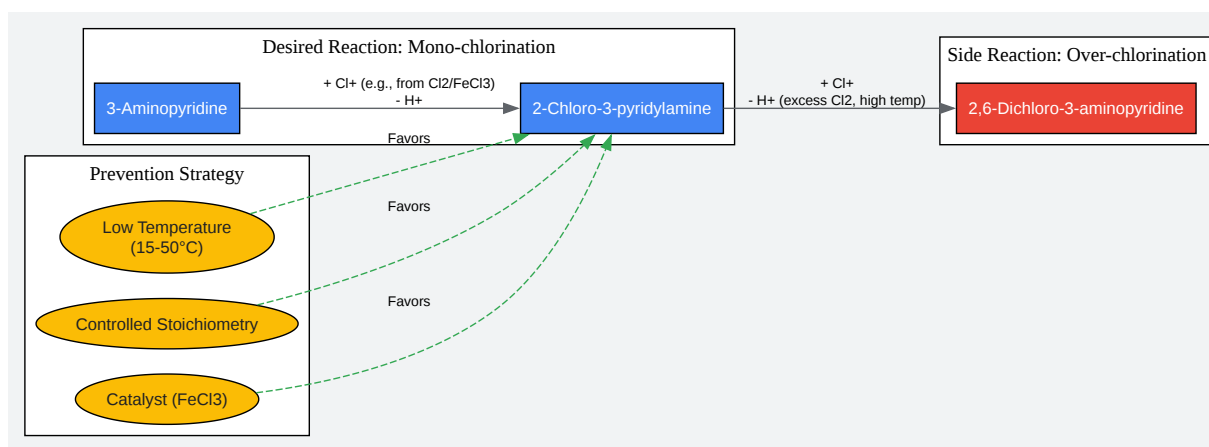 Desired Reaction: Mono-chlorination
3-Aminopyridine
+ Cl+ (e.g., from Cl2/FeCl3)
- H+
2-Chloro-3-pyridylamine
+ Cl+
- H+ (excess Cl2, high temp)
Side Reaction: Over-chlorination
2,6-Dichloro-3-aminopyridine
Favors
Prevention Strategy
Low Temperature
(15-50°C)
Favors
Controlled Stoichiometry
Favors
Catalyst (FeCl3)